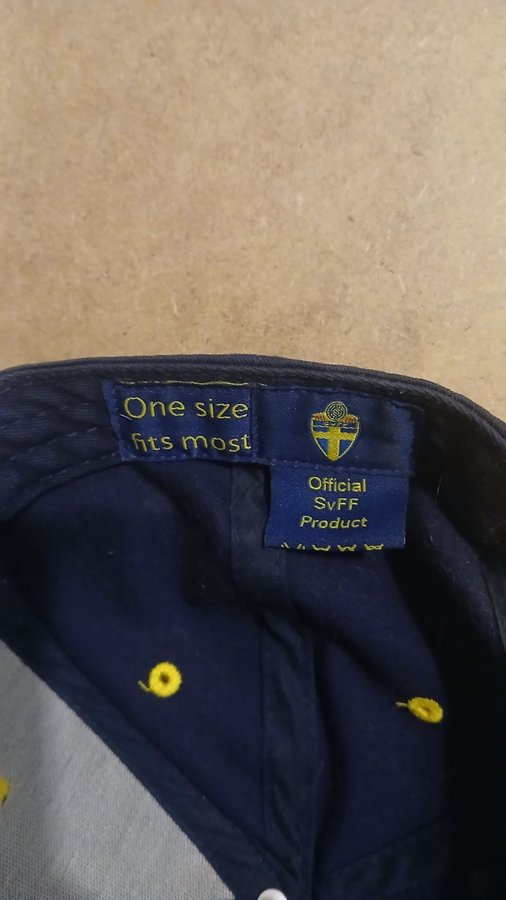 One size
fits most
Official
SvFF
Product